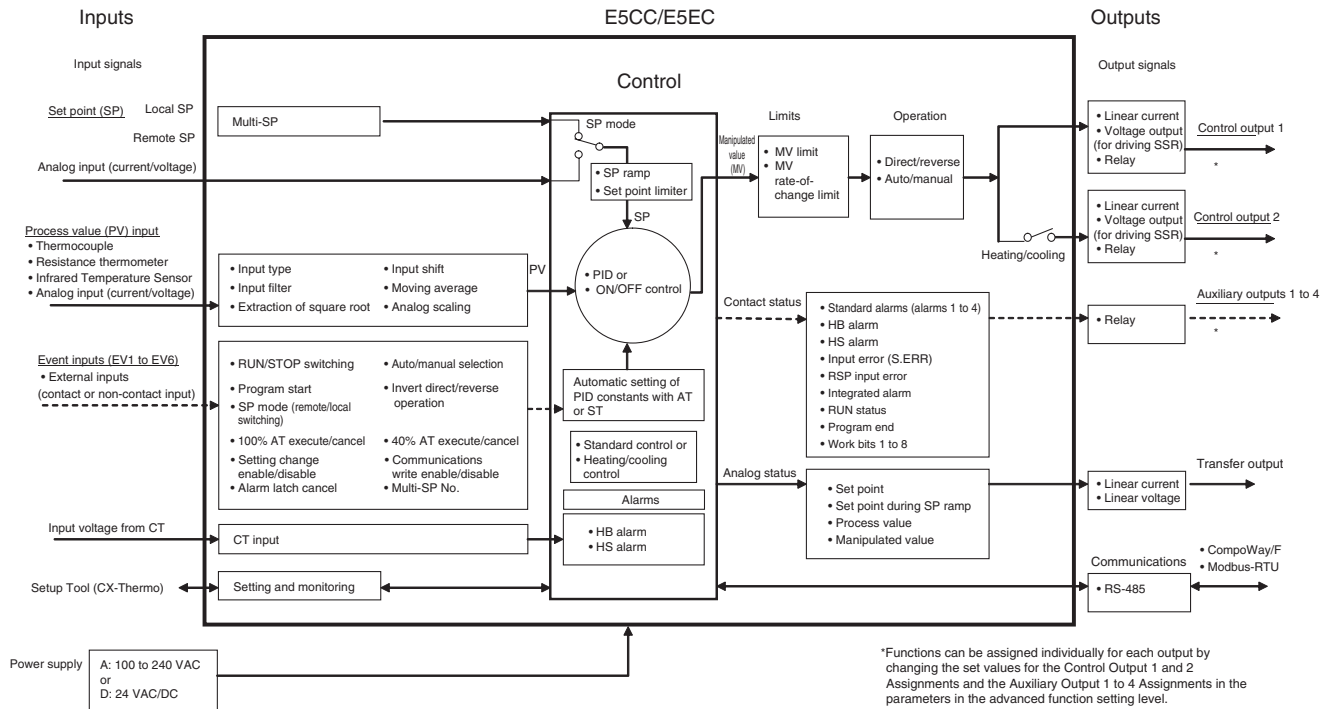 Inputs
E5CC/E5EC
Outputs
Input signals
Output signals
Control
Set point (SP)
Local SP
Remote SP
Multi-SP
Analog input (current/voltage)
SP mode
• SP ramp
• Set point limiter
SP
Manipulated
value
(MV)
Limits
• MV limit
• MV
rate-of-
change limit
Operation
• Direct/reverse
• Auto/manual
Heating/cooling
• Linear current
• Voltage output
(for driving SSR)
• Relay
Control output 1
*
• Linear current
• Voltage output
(for driving SSR)
• Relay
Control output 2
*
Process value (PV) input
• Thermocouple
• Resistance thermometer
• Infrared Temperature Sensor
• Analog input (current/voltage)
• Input type
• Input filter
• Extraction of square root
• Input shift
• Moving average
• Analog scaling
PV
• PID or
• ON/OFF control
Contact status
• Standard alarms (alarms 1 to 4)
• HB alarm
• HS alarm
• Input error (S.ERR)
• RSP input error
• Integrated alarm
• RUN status
• Program end
• Work bits 1 to 8
• Relay
Auxiliary outputs 1 to 4
*
Event inputs (EV1 to EV6)
• External inputs
(contact or non-contact input)
• RUN/STOP switching
• Program start
• SP mode (remote/local
switching)
• 100% AT execute/cancel
• Setting change
enable/disable
• Alarm latch cancel
• Auto/manual selection
• Invert direct/reverse
operation
• 40% AT execute/cancel
• Communications
write enable/disable
• Multi-SP No.
Automatic setting of
PID constants with AT
or ST
• Standard control or
• Heating/cooling
control
Alarms
• HB alarm
• HS alarm
Analog status
• Set point
• Set point during SP ramp
• Process value
• Manipulated value
• Linear current
• Linear voltage
Transfer output
Input voltage from CT
CT input
Setup Tool (CX-Thermo)
Setting and monitoring
Communications
• RS-485
• CompoWay/F
• Modbus-RTU
Power supply
A: 100 to 240 VAC
or
D: 24 VAC/DC
*Functions can be assigned individually for each output by
changing the set values for the Control Output 1 and 2
Assignments and the Auxiliary Output 1 to 4 Assignments in the
parameters in the advanced function setting level.